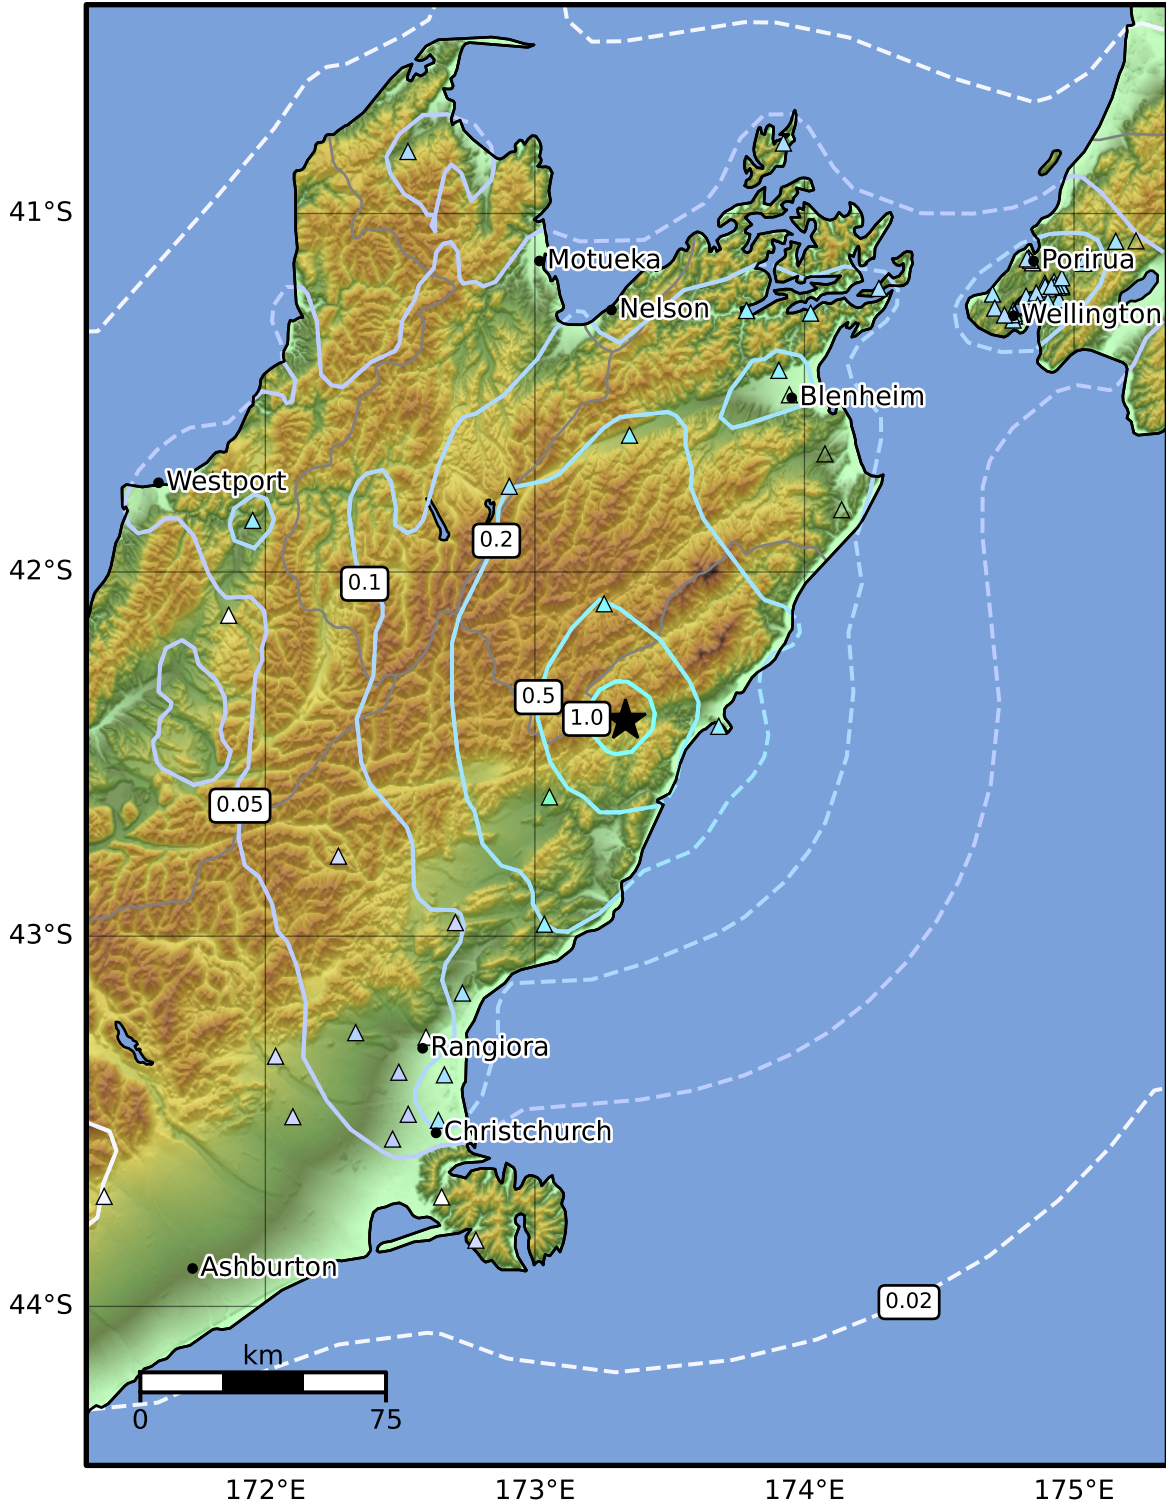 41°S
Motueka
Porirua
Nelson
Wellington
Blenheim
Westport
0.2
42°S
0.1
0.5
1.0
0.05
43°S
Rangiora
Christchurch
Ashburton
44°S
0.02
km
0 75
172°E 173°E 174°E 175°E